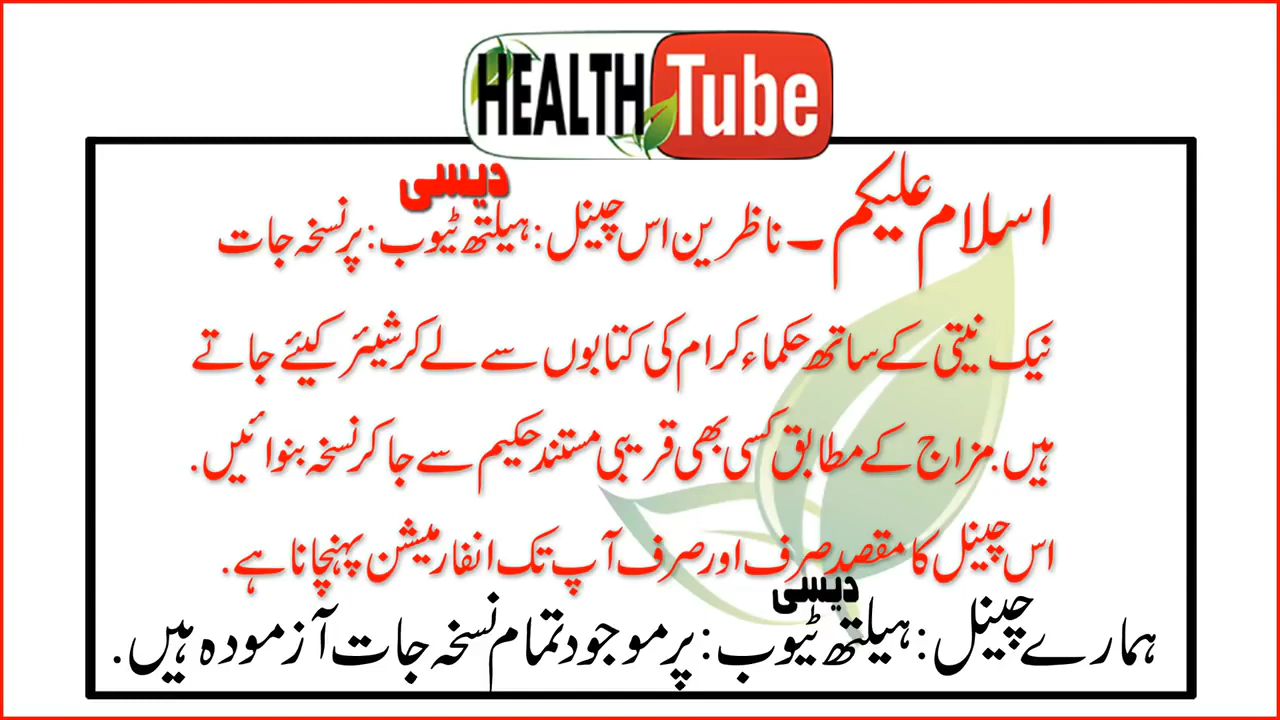 HEALTH Tube
دیسی
اسلام علیکم ۔ ناظرین اس چینل : ہیلتھ ٹیوب : پر نسخہ جات
نیک نیتی کے ساتھ حکماء کرام کی کتابوں سے لے کر شیئر کیئے جاتے
ہیں . مزاج کے مطابق کسی بھی قریبی مستند حکیم سے جا کر نسخہ بنوائیں .
اس چینل کا مقصد صرف اور صرف آپ تک انفارمیشن پہنچانا ہے .
دیسی
ہمارے چینل : ہیلتھ ٹیوب : پر موجود تمام نسخہ جات آزمودہ ہیں .